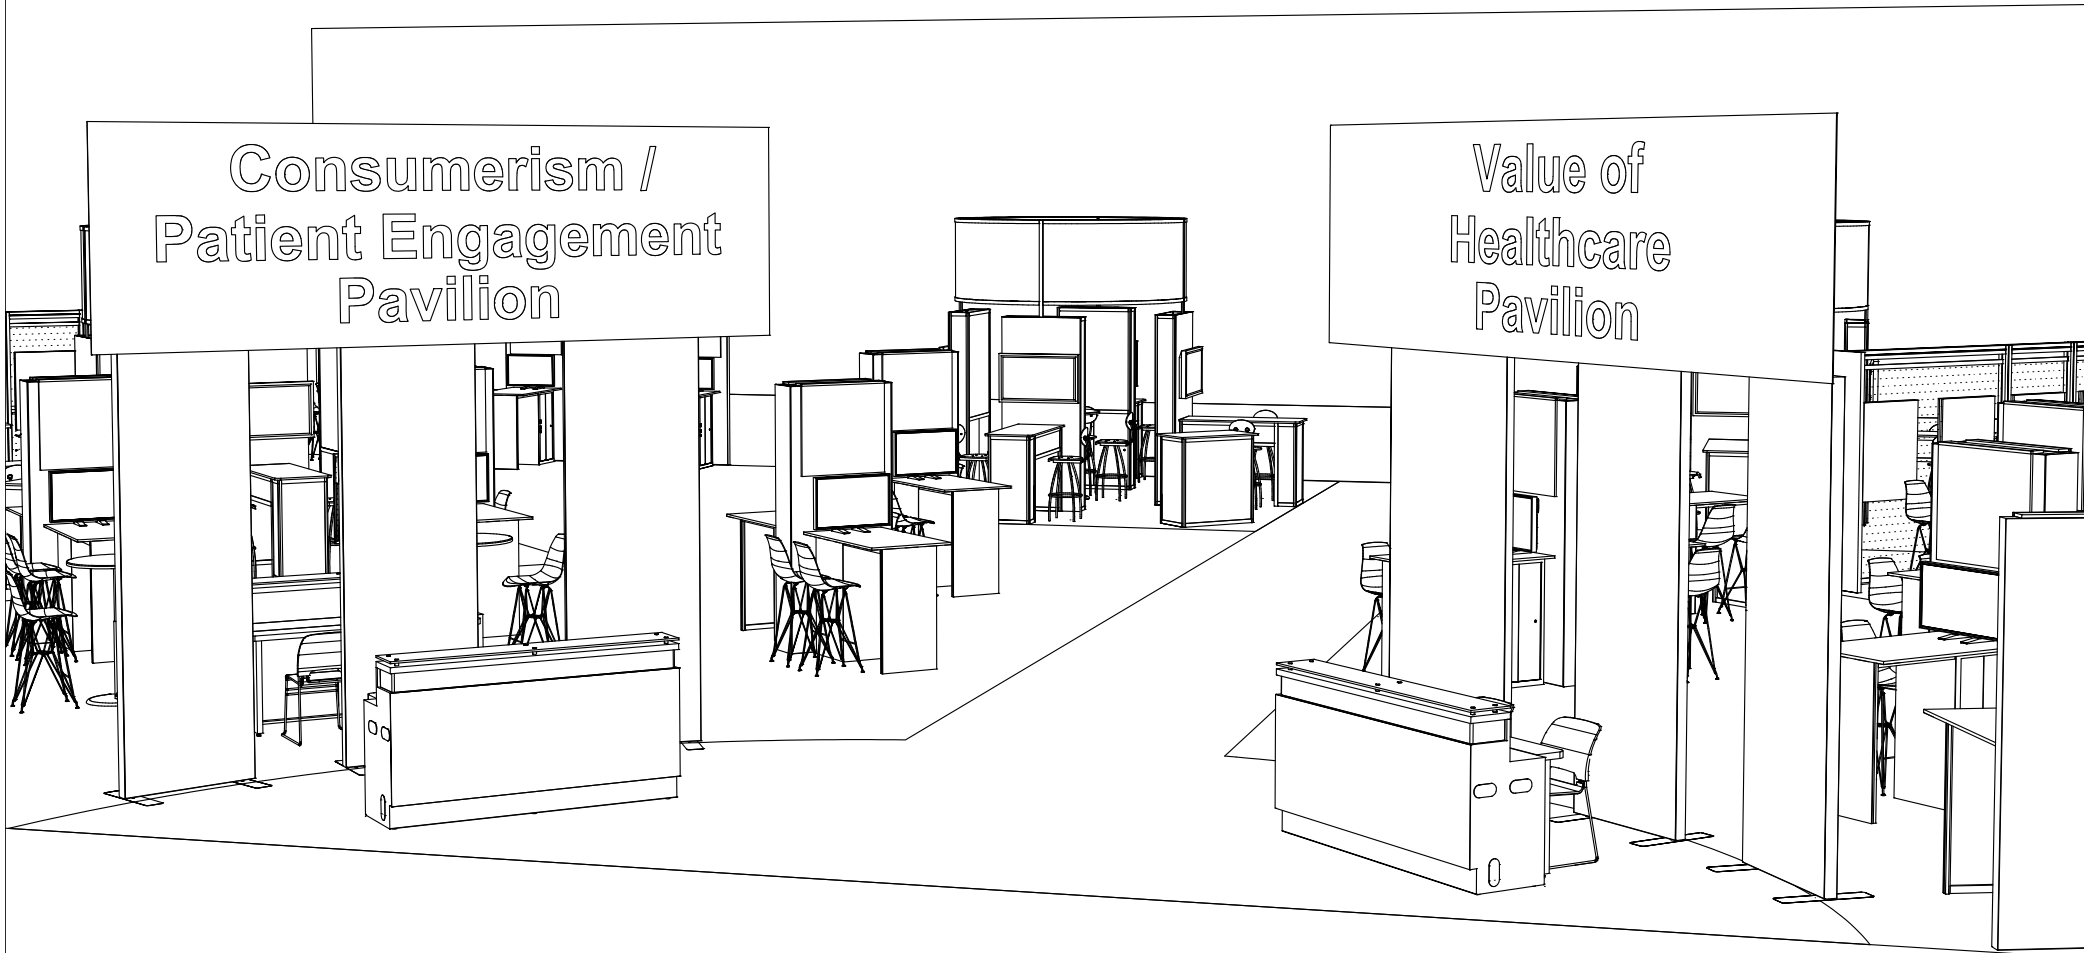 Consumerism /
Patient Engagement
Pavilion
Value of
Healthcare
Pavilion